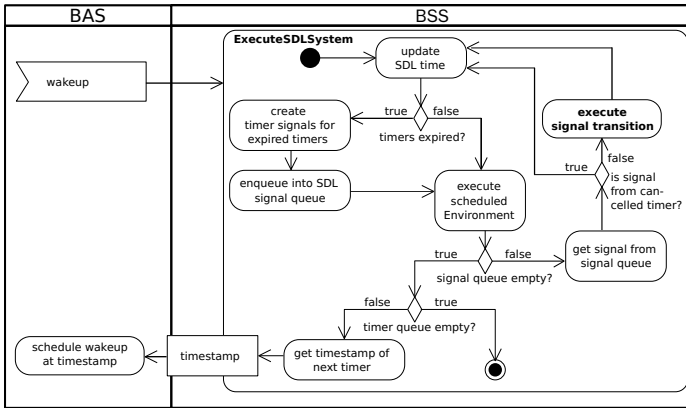 BAS
BSS
ExecuteSDLSystem
wakeup
update
SDL time
create
timer signals for
expired timers
true
false
timers expired?
execute
signal transition
true
false
is signal
from can-
celled timer?
enqueue into SDL
signal queue
execute
scheduled
Environment
true
false
signal queue empty?
get signal from
signal queue
false
true
timer queue empty?
schedule wakeup
at timestamp
timestamp
get timestamp of
next timer